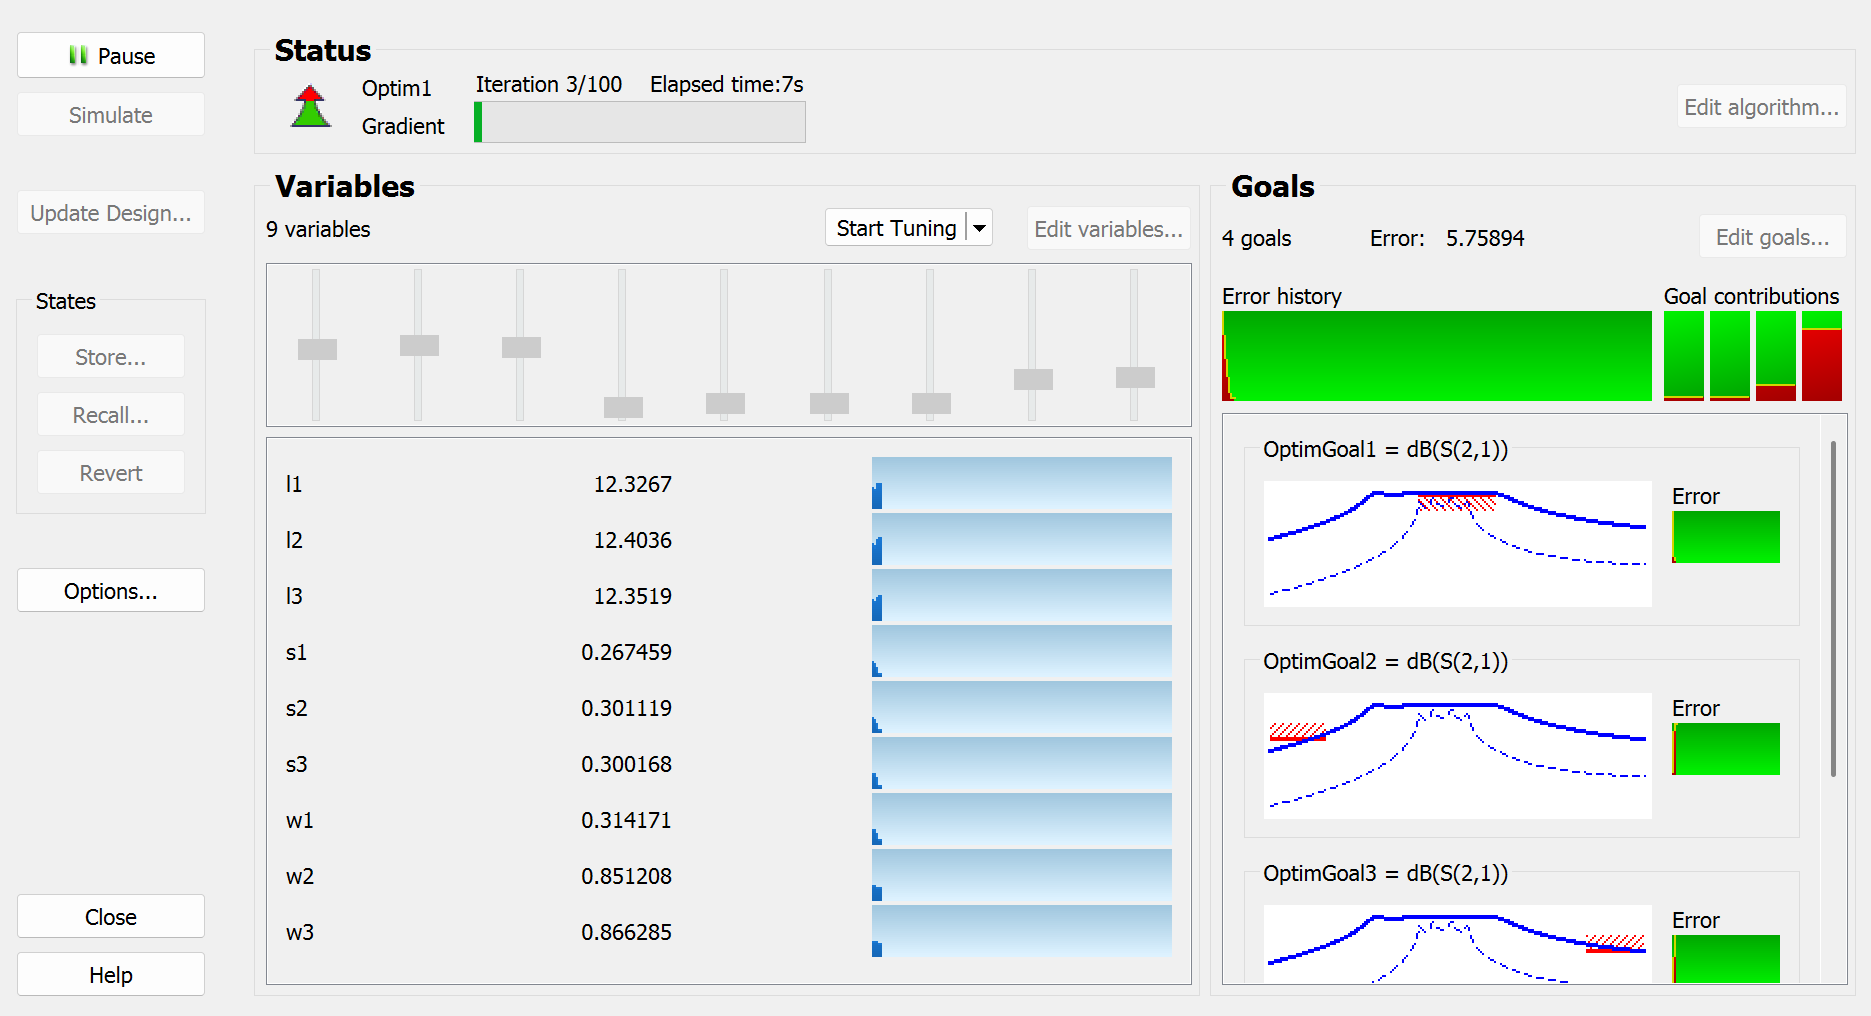 Pause
Simulate
Update Design...
States
Store...
Recall...
Revert
Options...
Close
Help
Status
Optim1
Gradient
Iteration 3/100 Elapsed time:7s
Edit algorithm...
Variables
9 variables
Start Tuning
Edit variables...
l1 12.3267
l2 12.4036
l3 12.3519
s1 0.267459
s2 0.301119
s3 0.300168
w1 0.314171
w2 0.851208
w3 0.866285
Goals
4 goals Error: 5.75894
Edit goals...
Error history
Goal contributions
OptimGoal1 = dB(S(2,1))
Error
OptimGoal2 = dB(S(2,1))
Error
OptimGoal3 = dB(S(2,1))
Error